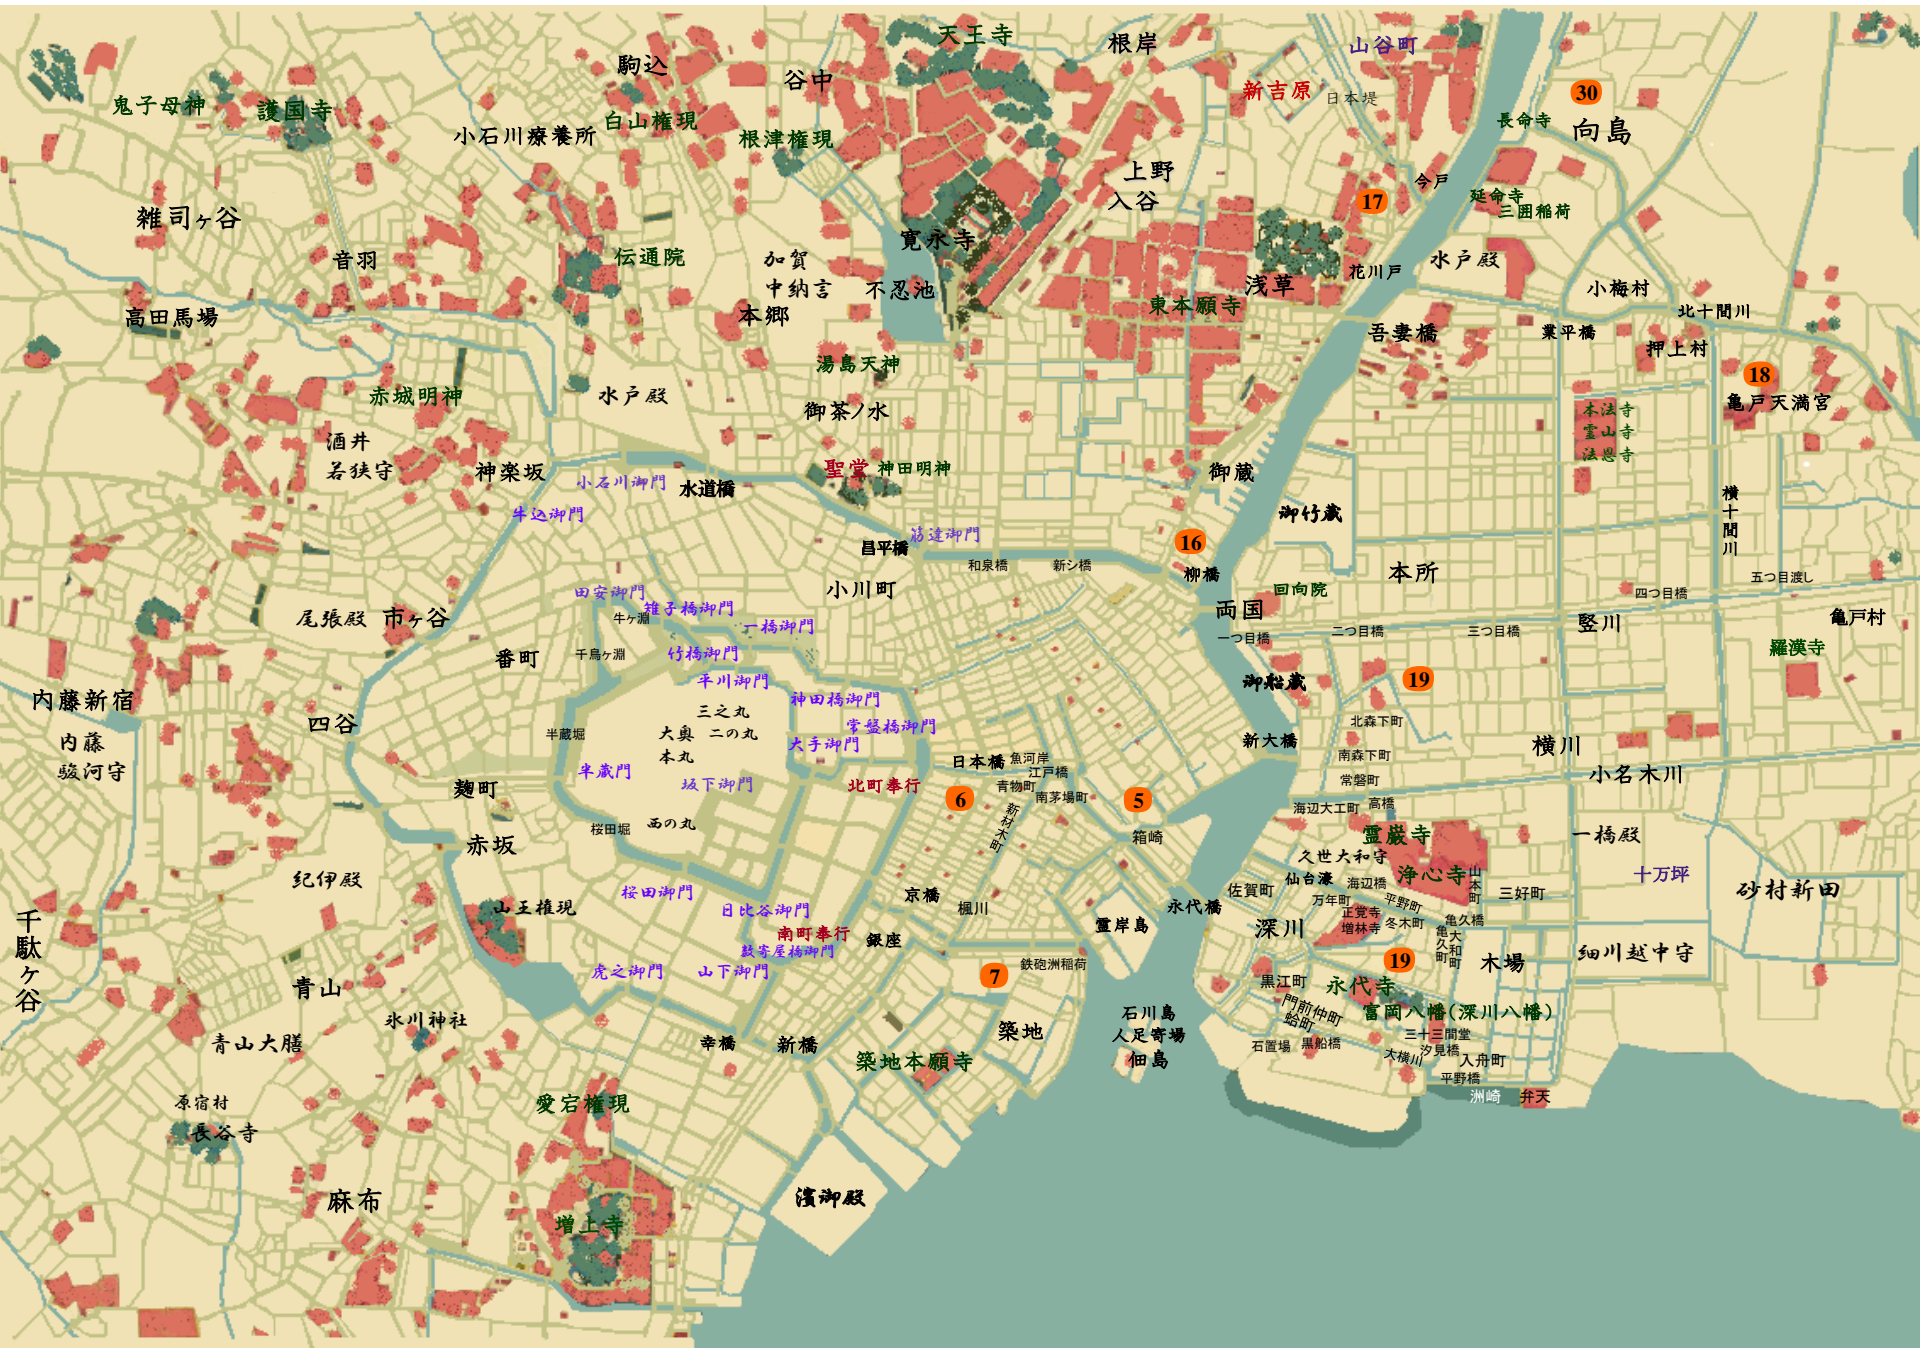 天王寺
根岸
山谷町
駒込
谷中
新吉原
日本堤
30
鬼子母神
護国寺
長命寺
向島
小石川療養所
白山権現
根津権現
上野
入谷
今戸
17
延命寺
三囲稲荷
雑司ヶ谷
音羽
伝通院
加賀
中納言
寛永寺
不忍池
本郷
浅草
花川戸
水戸殿
小梅村
東本願寺
高田馬場
吾妻橋
業平橋
北十間川
押上村
湯島天神
18
亀戸天満宮
赤城明神
水戸殿
御茶ノ水
本法寺
霊山寺
法恩寺
酒井
若狭守
神楽坂
小石川御門
水道橋
聖堂
神田明神
御蔵
牛込御門
御竹蔵
横十間川
筋違御門
昌平橋
16
和泉橋
新シ橋
柳橋
本所
五つ目渡し
小川町
回向院
四つ目橋
田安御門
雉子橋御門
牛ヶ淵
一橋御門
両国
竪川
亀戸村
尾張殿
市ヶ谷
一つ目橋
二つ目橋
三つ目橋
番町
千鳥ヶ淵
竹橋御門
羅漢寺
平川御門
御船蔵
19
内藤新宿
神田橋御門
四谷
三之丸
常盤橋御門
北森下町
半蔵堀
大奥
二の丸
大手御門
新大橋
横川
内藤
駿河守
本丸
日本橋
魚河岸
江戸橋
南森下町
半蔵門
坂下御門
北町奉行
青物町
常磐町
小名木川
麹町
6
南茅場町
5
海辺大工町
高橋
新材木町
桜田堀
西の丸
箱崎
霊巌寺
一橋殿
赤坂
久世大和守
紀伊殿
仙台濠
海辺橋
浄心寺
山本町
十万坪
砂村新田
桜田御門
京橋
佐賀町
万年町
平野町
三好町
山王権現
日比谷御門
楓川
永代橋
正覚寺
増林寺
冬木町
亀久橋
千駄ヶ谷
南町奉行
銀座
霊岸島
深川
亀久町
大和町
数寄屋橋御門
細川越中守
虎之御門
山下御門
鉄砲洲稲荷
19
木場
7
青山
黒江町
永代寺
氷川神社
石川島
人足寄場
佃島
門前仲町
蛤町
富岡八幡(深川八幡)
築地
青山大膳
幸橋
新橋
三十三間堂
石置場
黒船橋
汐見橋
大横川
入舟町
築地本願寺
平野橋
原宿村
愛宕権現
洲崎
弁天
長谷寺
麻布
濱御殿
増上寺